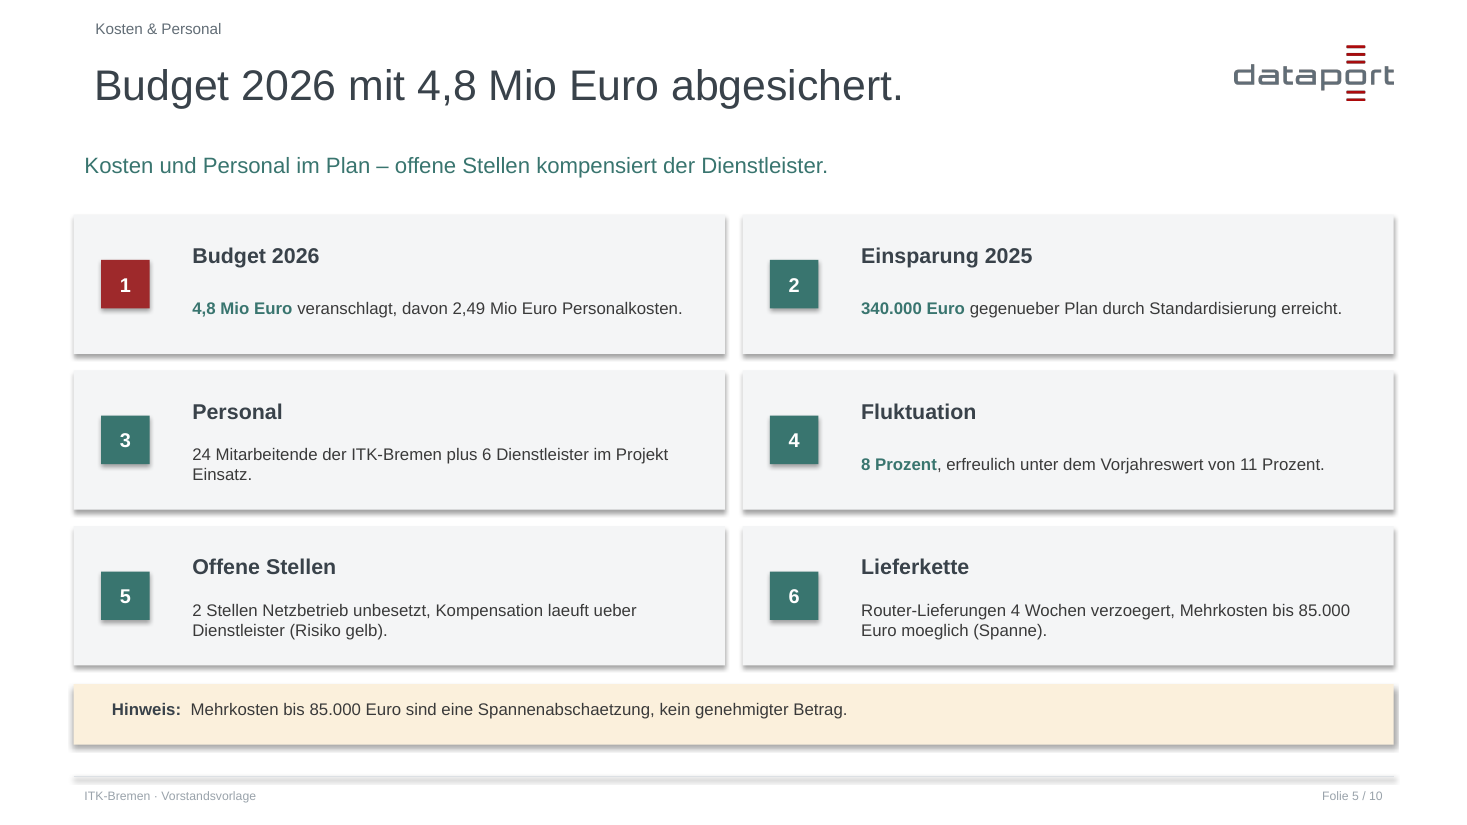 Kosten & Personal
Budget 2026 mit 4,8 Mio Euro abgesichert.
dataport
Kosten und Personal im Plan – offene Stellen kompensiert der Dienstleister.
1
Budget 2026
4,8 Mio Euro veranschlagt, davon 2,49 Mio Euro Personalkosten.
2
Einsparung 2025
340.000 Euro gegenueber Plan durch Standardisierung erreicht.
3
Personal
24 Mitarbeitende der ITK-Bremen plus 6 Dienstleister im Projekt
Einsatz.
4
Fluktuation
8 Prozent, erfreulich unter dem Vorjahreswert von 11 Prozent.
5
Offene Stellen
2 Stellen Netzbetrieb unbesetzt, Kompensation laeuft ueber
Dienstleister (Risiko gelb).
6
Lieferkette
Router-Lieferungen 4 Wochen verzoegert, Mehrkosten bis 85.000
Euro moeglich (Spanne).
Hinweis: Mehrkosten bis 85.000 Euro sind eine Spannenabschaetzung, kein genehmigter Betrag.
ITK-Bremen · Vorstandsvorlage
Folie 5 / 10